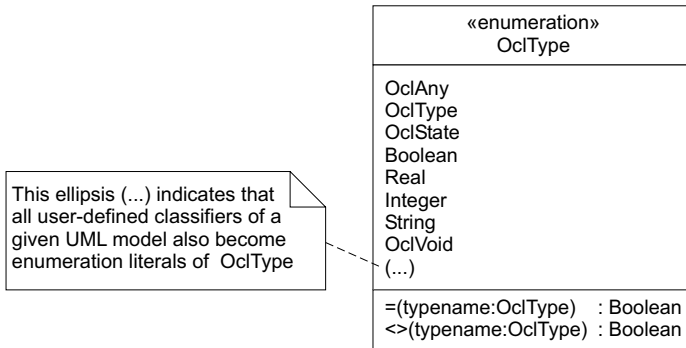 «enumeration»
OclType
OclAny
OclType
OclState
Boolean
Real
Integer
String
OclVoid
(...)
=(typename:OclType) : Boolean
<>(typename:OclType) : Boolean
This ellipsis (...) indicates that
all user-defined classifiers of a
given UML model also become
enumeration literals of OclType